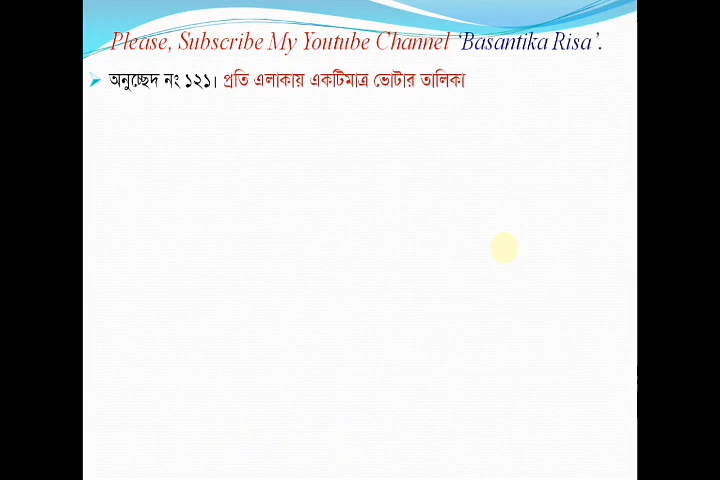 Please, Subscribe My Youtube Channel ‘Basantika Risa’.
অনুচ্ছেদ নং ১২১। প্রতি এলাকায় একটিমাত্র ভোটার তালিকা